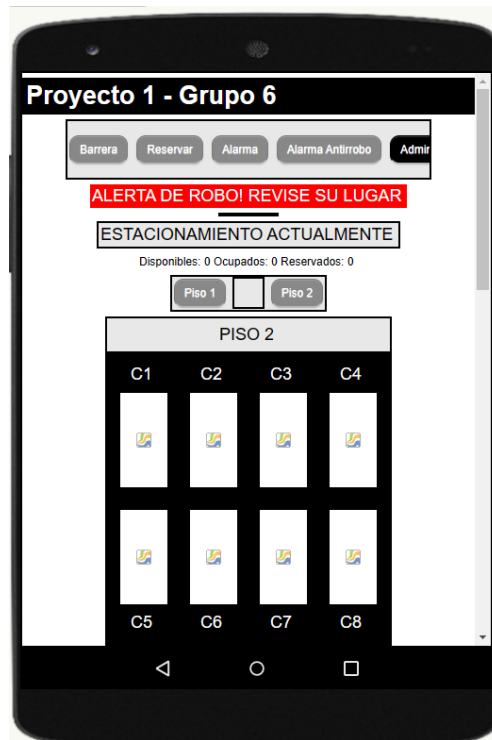 Proyecto 1 - Grupo 6
Barrera Reservar Alarma Alarma Antirrobo Admir
ALERTA DE ROBO! REVISE SU LUGAR
ESTACIONAMIENTO ACTUALMENTE
Disponibles: 0 Ocupados: 0 Reservados: 0
Piso 1 Piso 2
PISO 2
C1 C2 C3 C4
C5 C6 C7 C8